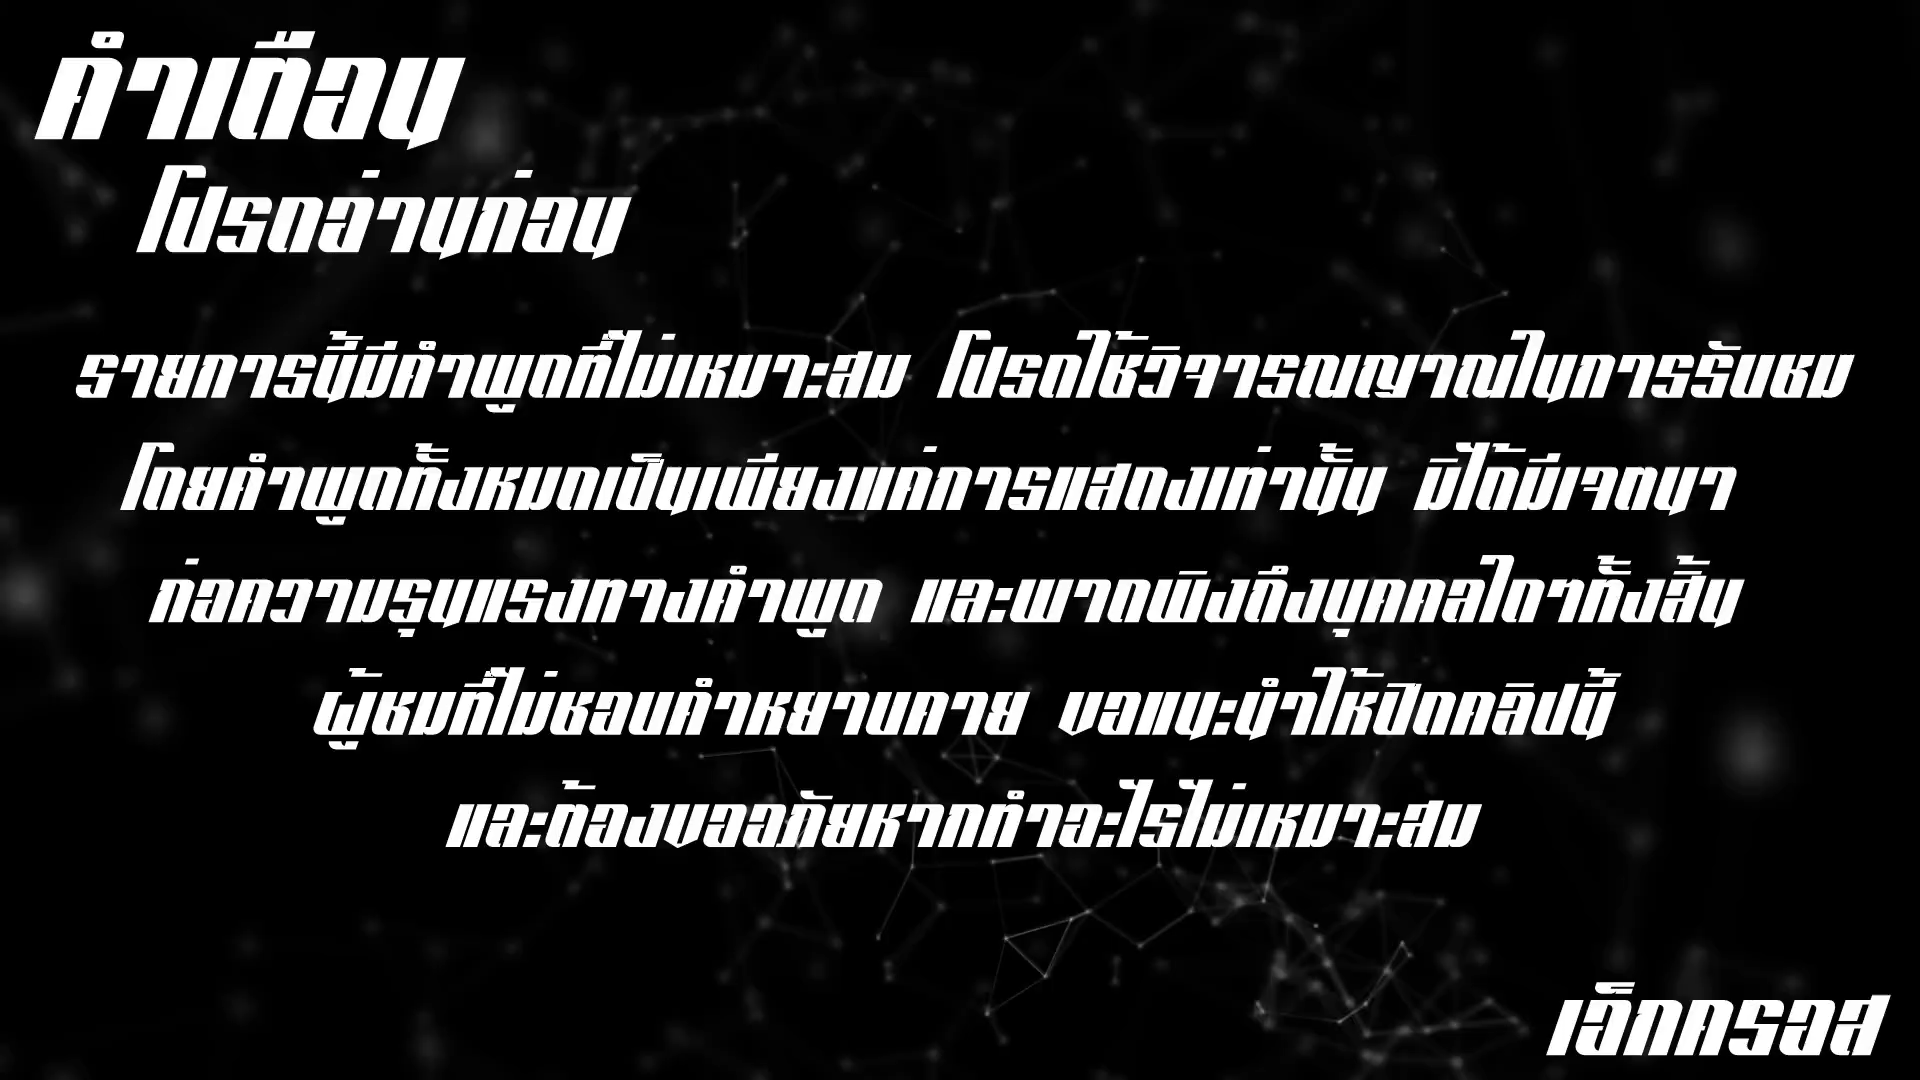 คำเตือน
โปรดอ่านก่อน
รายการนี้มีคำพูดที่ไม่เหมาะสม โปรดใช้วิจารณญาณในการรับชม
โดยคำพูดทั้งหมดเป็นเพียงแค่การแสดงเท่านั้น มิได้มีเจตนา
ก่อความรุนแรงทางคำพูด และพาดพิงถึงบุคคลใดๆทั้งสิ้น
ผู้ชมที่ไม่ชอบคำหยาบคาย ขอแนะนำให้ปิดคลิปนี้
และต้องขออภัยหากทำอะไรไม่เหมาะสม
เอ็กครอส